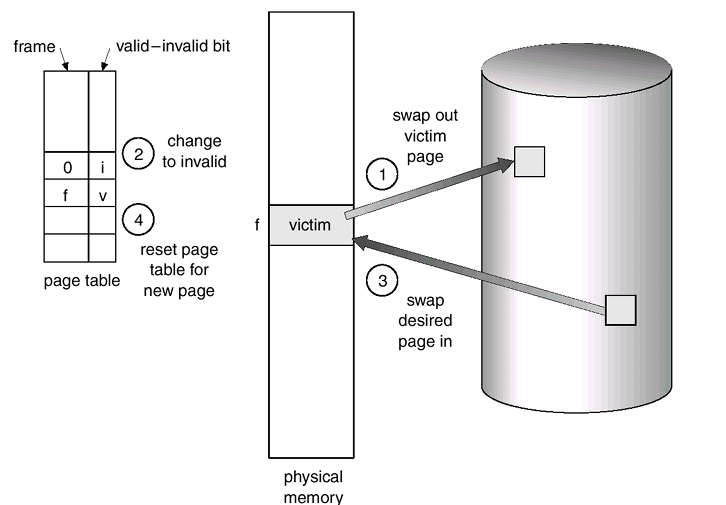 frame
valid–invalid bit
0
i
f
v
2
change
to invalid
4
reset page
table for
new page
page table
f
victim
physical
memory
1
swap out
victim
page
3
swap
desired
page in